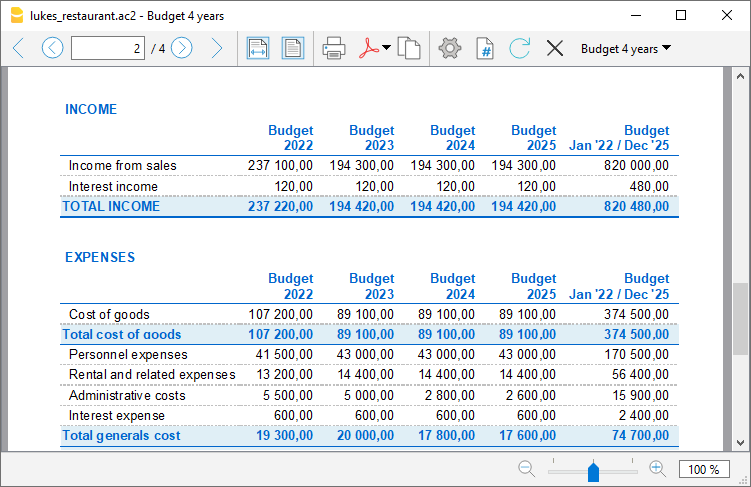 lukes_restaurant.ac2 - Budget 4 years
2 / 4 # Budget 4 years
INCOME
Budget Budget Budget Budget Budget
2022 2023 2024 2025 Jan '22 / Dec '25
Income from sales 237 100,00 194 300,00 194 300,00 194 300,00 820 000,00
Interest income 120,00 120,00 120,00 120,00 480,00
TOTAL INCOME 237 220,00 194 420,00 194 420,00 194 420,00 820 480,00
EXPENSES
Budget Budget Budget Budget Budget
2022 2023 2024 2025 Jan '22 / Dec '25
Cost of goods 107 200,00 89 100,00 89 100,00 89 100,00 374 500,00
Total cost of goods 107 200,00 89 100,00 89 100,00 89 100,00 374 500,00
Personnel expenses 41 500,00 43 000,00 43 000,00 43 000,00 170 500,00
Rental and related expenses 13 200,00 14 400,00 14 400,00 14 400,00 56 400,00
Administrative costs 5 500,00 5 000,00 2 800,00 2 600,00 15 900,00
Interest expense 600,00 600,00 600,00 600,00 2 400,00
Total generals cost 19 300,00 20 000,00 17 800,00 17 600,00 74 700,00
100 %